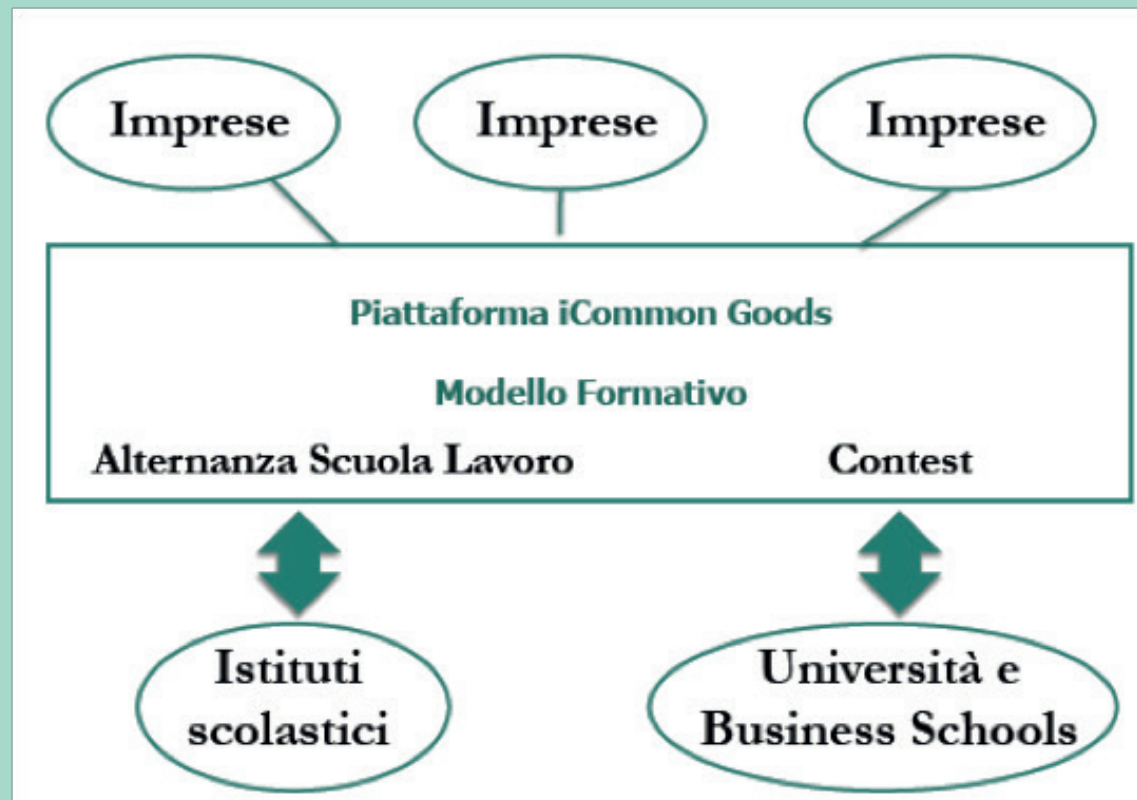 Imprese
Imprese
Imprese
Piattaforma iCommon Goods
Modello Formativo
Alternanza Scuola Lavoro
Contest
Istituti
scolastici
Università e
Business Schools